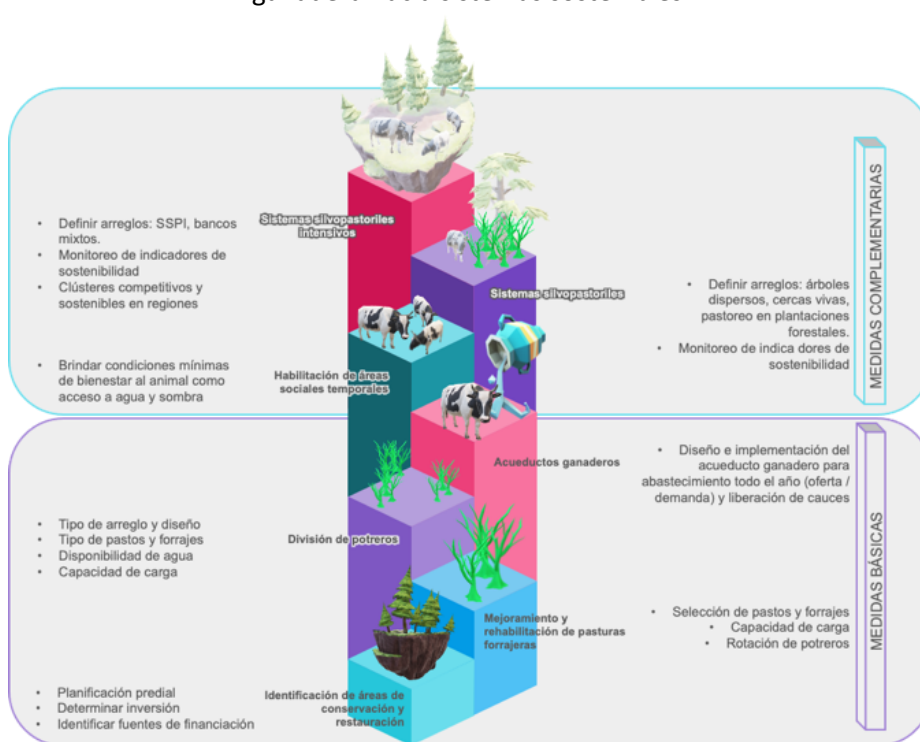 Sistemas silvopastoriles
intensivos
• Definir arreglos: SSPI, bancos
mixtos.
• Monitoreo de indicadores de
sostenibilidad
• Clústeres competitivos y
sostenibles en regiones
Sistemas silvopastoriles
• Definir arreglos: árboles
dispersos, cercas vivas,
pastoreo en plantaciones
forestales.
• Monitoreo de indica dores de
sostenibilidad
• Brindar condiciones mínimas
de bienestar al animal como
acceso a agua y sombra
Habilitación de áreas
sociales temporales
MEDIDAS COMPLEMENTARIAS
Acueductos ganaderos
• Diseño e implementación del
acueducto ganadero para
abastecimiento todo el año (oferta /
demanda) y liberación de cauces
• Tipo de arreglo y diseño
• Tipo de pastos y forrajes
• Disponibilidad de agua
• Capacidad de carga
División de potreros
Mejoramiento y
rehabilitación de pasturas
forrajeras
• Selección de pastos y forrajes
• Capacidad de carga
• Rotación de potreros
• Planificación predial
• Determinar inversión
• Identificar fuentes de financiación
Identificación de áreas de
conservación y
restauración
MEDIDAS BÁSICAS